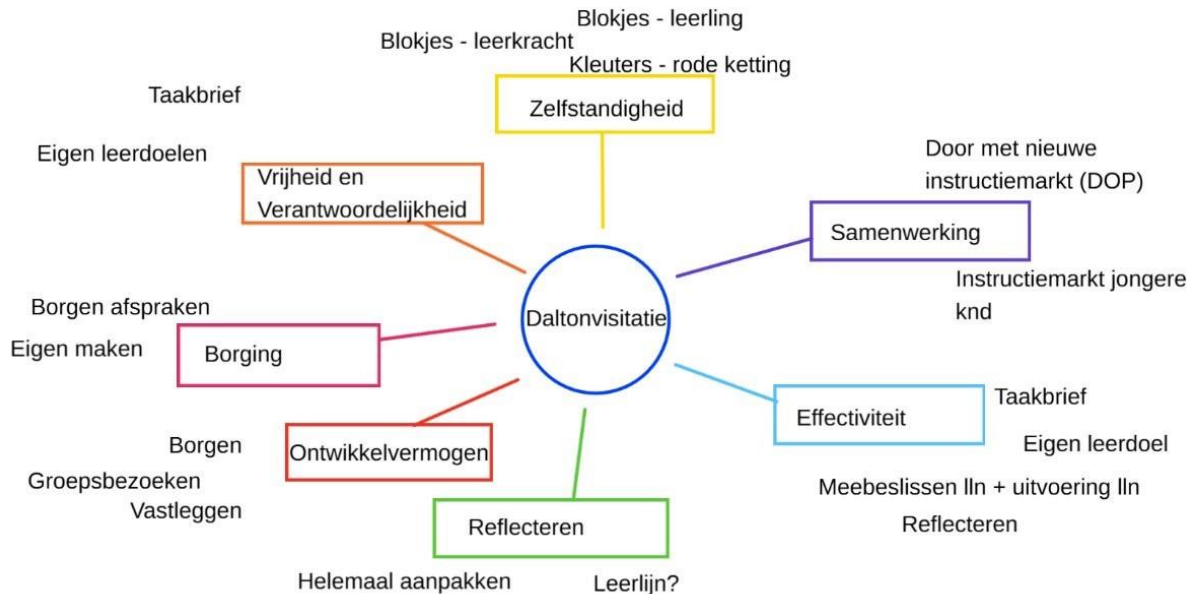 Blokjes - leerling
Blokjes - leerkracht
Kleuters - rode ketting
Zelfstandigheid
Taakbrief
Eigen leerdoelen
Vrijheid en
Verantwoordelijkheid
Door met nieuwe
instructiemarkt (DOP)
Samenwerking
Instructiemarkt jongere
knd
Daltonvisitatie
Borgen afspraken
Eigen maken
Borging
Effectiviteit
Taakbrief
Eigen leerdoel
Meebeslissen lln + uitvoering lln
Reflecteren
Borgen
Ontwikkelvermogen
Groepsbezoeken
Vastleggen
Reflecteren
Helemaal aanpakken
Leerlijn?